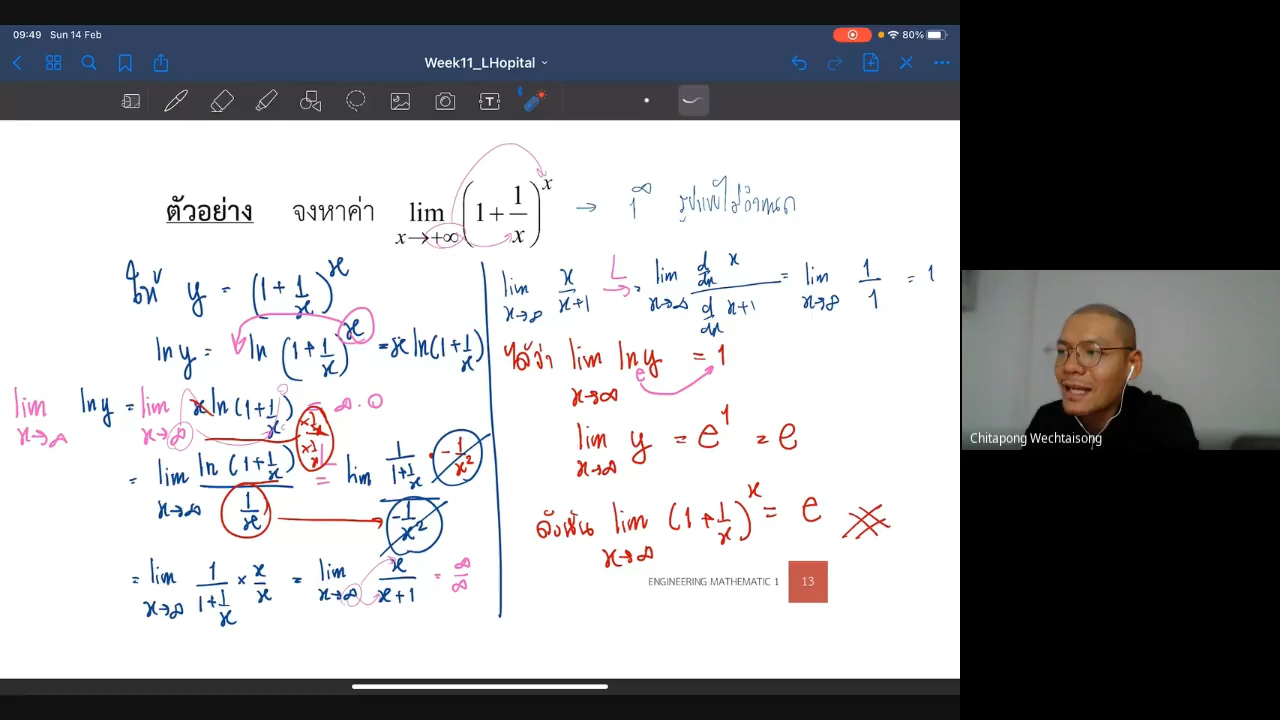 09:49 Sun 14 Feb
80%
Week11_LHopital
T
ตัวอย่าง จงหาค่า lim x→+∞ (1 + 1/x)^x → 1^∞ รูปแบบไม่กำหนด
ให้ y = (1 + 1/x)^x
ln y = ln (1 + 1/x)^x = x ln(1 + 1/x)
lim x→∞ ln y = lim x→∞ x ln(1 + 1/x) = ∞ · 0
= lim x→∞ ln(1 + 1/x) / (1/x) = lim (1/(1 + 1/x) · -1/x²) / (-1/x²)
= lim x→∞ 1/(1 + 1/x) × x/x = lim x→∞ x/(x+1) = ∞/∞
lim x→∞ x/(x+1) L→ = lim x→∞ (d/dx x)/(d/dx x+1) = lim x→∞ 1/1 = 1
ได้ว่า lim x→∞ ln y = 1
e
lim x→∞ y = e^1 = e
ดังนั้น lim x→∞ (1 + 1/x)^x = e
ENGINEERING MATHEMATIC 1 13
Chitapong Wechtaisong